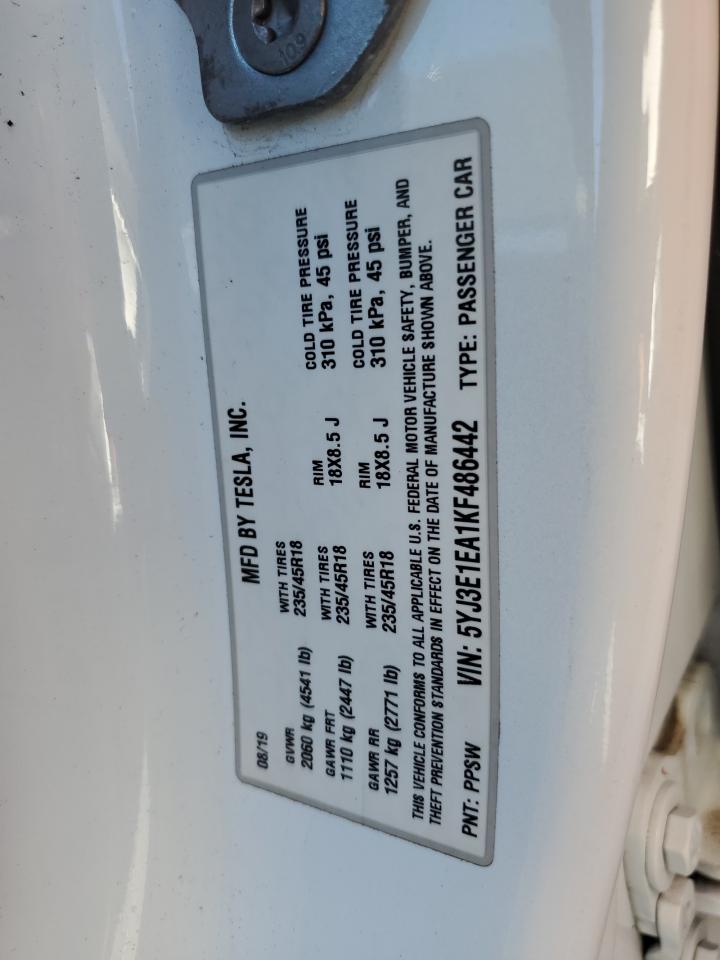 109
08/19 MFD BY TESLA, INC.
GVWR WITH TIRES
2060 kg (4541 lb) 235/45R18
GAWR FRT WITH TIRES RIM COLD TIRE PRESSURE
1110 kg (2447 lb) 235/45R18 18X8.5 J 310 kPa, 45 psi
GAWR RR WITH TIRES RIM COLD TIRE PRESSURE
1257 kg (2771 lb) 235/45R18 18X8.5 J 310 kPa, 45 psi
THIS VEHICLE CONFORMS TO ALL APPLICABLE U.S. FEDERAL MOTOR VEHICLE SAFETY, BUMPER, AND
THEFT PREVENTION STANDARDS IN EFFECT ON THE DATE OF MANUFACTURE SHOWN ABOVE.
PNT: PPSW VIN: 5YJ3E1EA1KF486442 TYPE: PASSENGER CAR